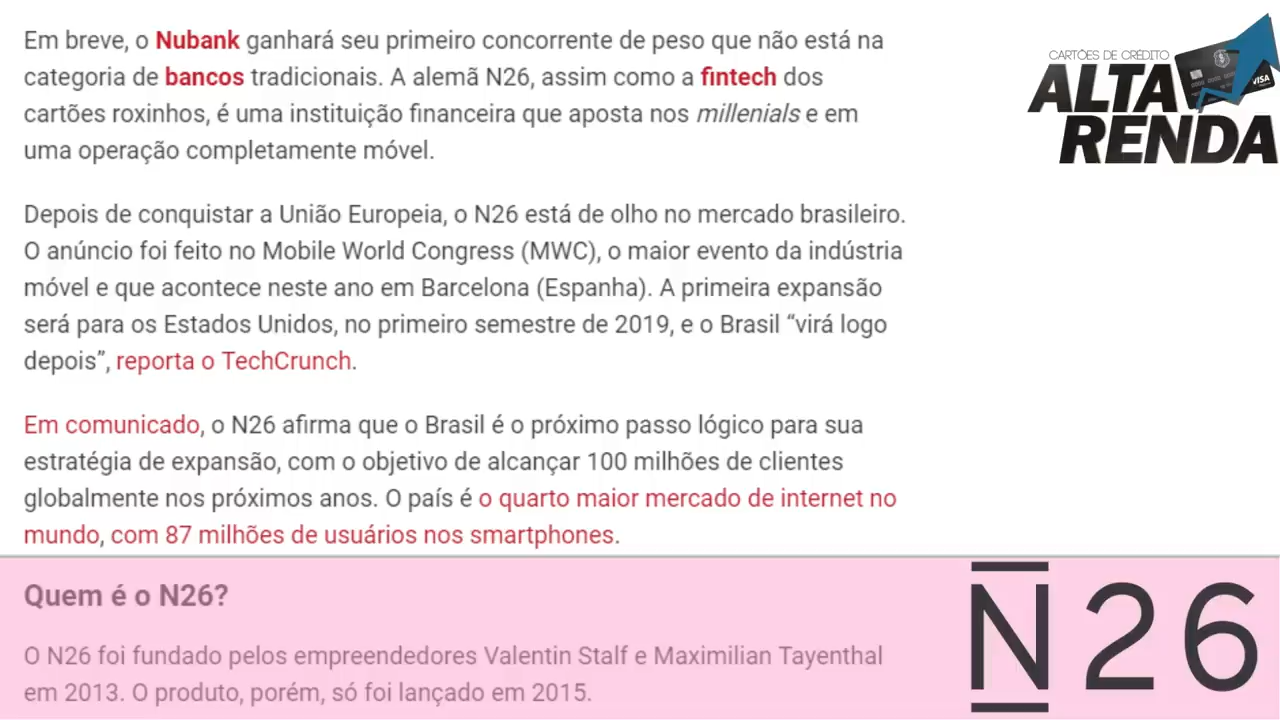 Em breve, o Nubank ganhará seu primeiro concorrente de peso que não está na
categoria de bancos tradicionais. A alemã N26, assim como a fintech dos
cartões roxinhos, é uma instituição financeira que aposta nos millenials e em
uma operação completamente móvel.
Depois de conquistar a União Europeia, o N26 está de olho no mercado brasileiro.
O anúncio foi feito no Mobile World Congress (MWC), o maior evento da indústria
móvel e que acontece neste ano em Barcelona (Espanha). A primeira expansão
será para os Estados Unidos, no primeiro semestre de 2019, e o Brasil “virá logo
depois”, reporta o TechCrunch.
Em comunicado, o N26 afirma que o Brasil é o próximo passo lógico para sua
estratégia de expansão, com o objetivo de alcançar 100 milhões de clientes
globalmente nos próximos anos. O país é o quarto maior mercado de internet no
mundo, com 87 milhões de usuários nos smartphones.
Quem é o N26?
O N26 foi fundado pelos empreendedores Valentin Stalf e Maximilian Tayenthal
em 2013. O produto, porém, só foi lançado em 2015.
CARTÕES DE CRÉDITO
ALTA
RENDA
VISA
N26